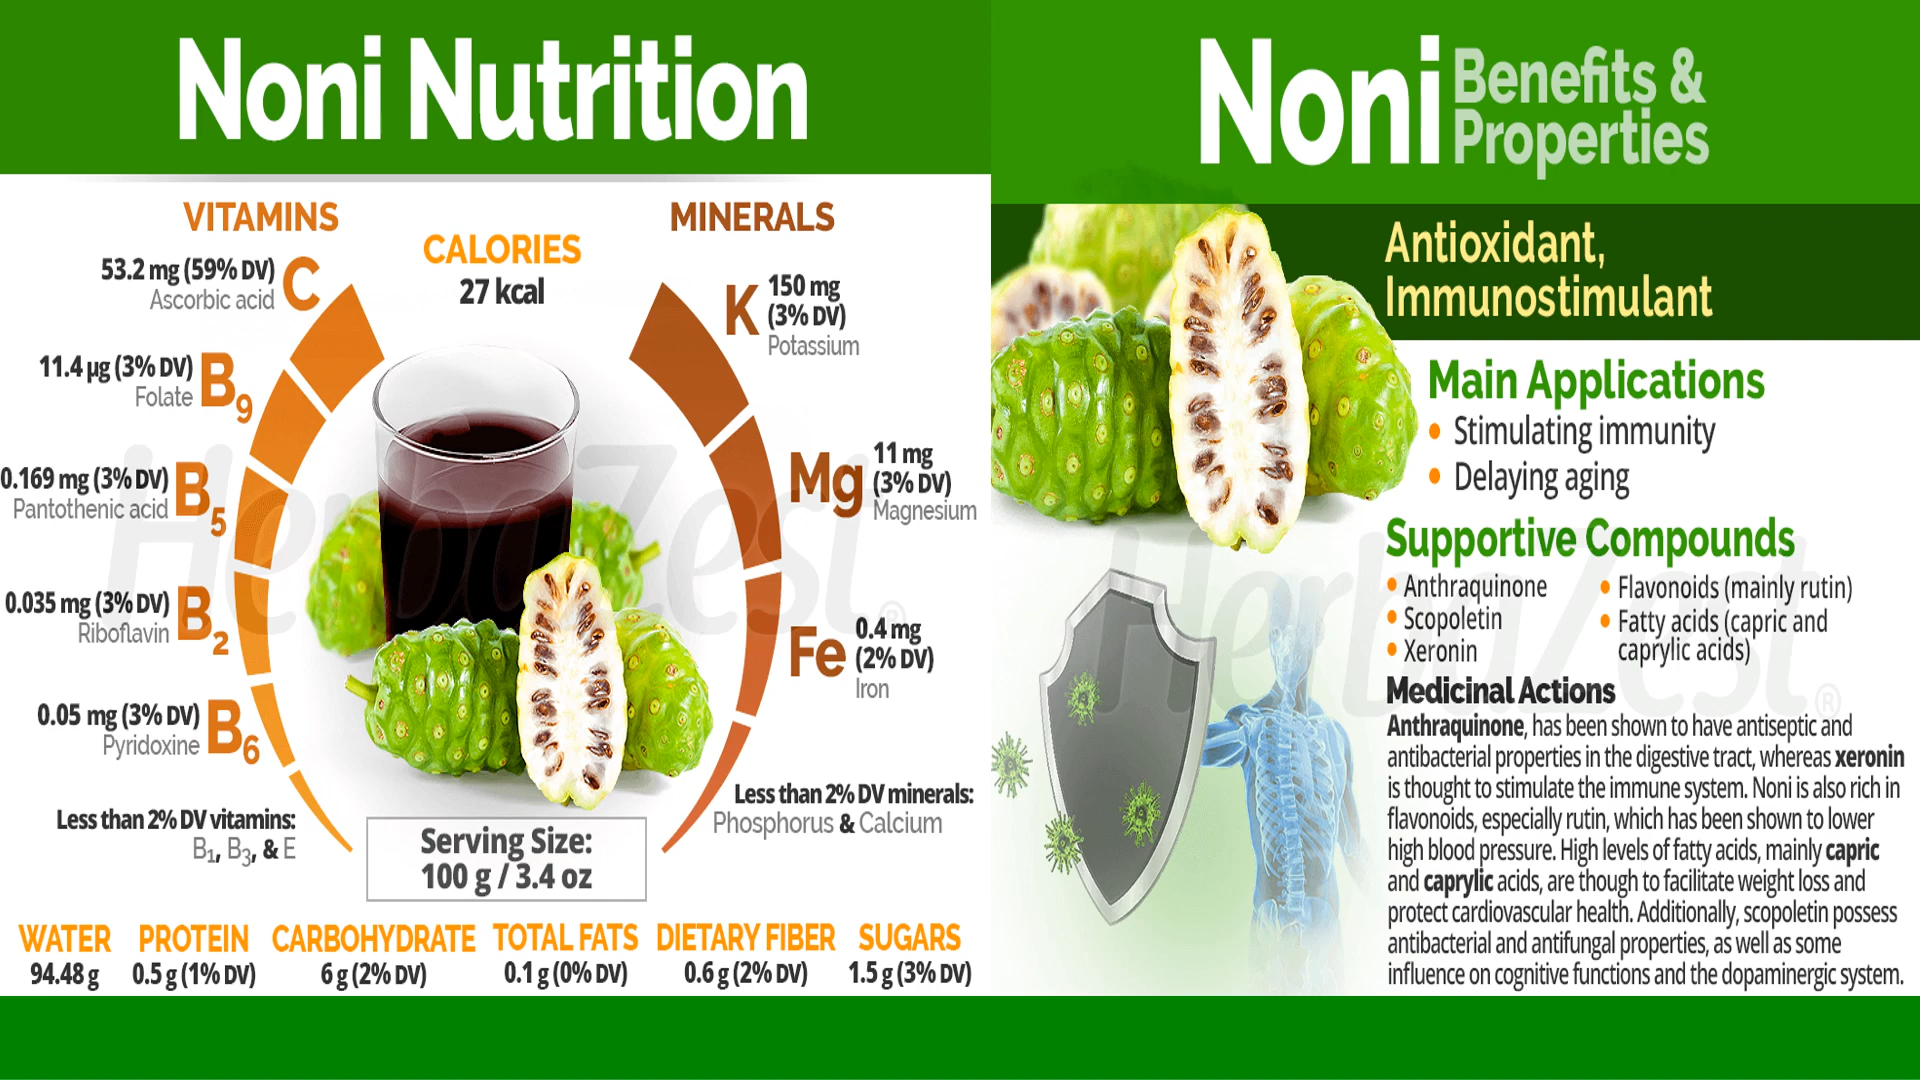 Noni Nutrition
VITAMINS
53.2 mg (59% DV)
Ascorbic acid
C
11.4 µg (3% DV)
Folate
B9
0.169 mg (3% DV)
Pantothenic acid
B5
0.035 mg (3% DV)
Riboflavin
B2
0.05 mg (3% DV)
Pyridoxine
B6
Less than 2% DV vitamins:
B1, B3, & E
CALORIES
27 kcal
MINERALS
K
150 mg
(3% DV)
Potassium
Mg
11 mg
(3% DV)
Magnesium
Fe
0.4 mg
(2% DV)
Iron
Less than 2% DV minerals:
Phosphorus & Calcium
HerbaZest®
Serving Size:
100 g / 3.4 oz
WATER
94.48 g
PROTEIN
0.5 g (1% DV)
CARBOHYDRATE
6 g (2% DV)
TOTAL FATS
0.1 g (0% DV)
DIETARY FIBER
0.6 g (2% DV)
SUGARS
1.5 g (3% DV)
Noni
Benefits &
Properties
Antioxidant,
Immunostimulant
Main Applications
• Stimulating immunity
• Delaying aging
Supportive Compounds
• Anthraquinone
• Scopoletin
• Xeronin
• Flavonoids (mainly rutin)
• Fatty acids (capric and
caprylic acids)
HerbaZest®
Medicinal Actions
Anthraquinone, has been shown to have antiseptic and
antibacterial properties in the digestive tract, whereas xeronin
is thought to stimulate the immune system. Noni is also rich in
flavonoids, especially rutin, which has been shown to lower
high blood pressure. High levels of fatty acids, mainly capric
and caprylic acids, are though to facilitate weight loss and
protect cardiovascular health. Additionally, scopoletin possess
antibacterial and antifungal properties, as well as some
influence on cognitive functions and the dopaminergic system.